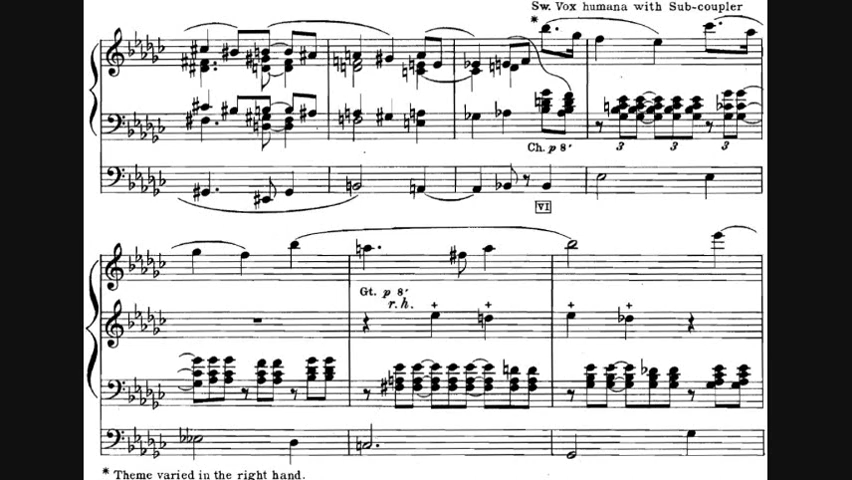 Sw. Vox humana with Sub-coupler
*
Ch. p 8'
3 3 3 3
VI
Gt. p 8'
r.h.
* Theme varied in the right hand.